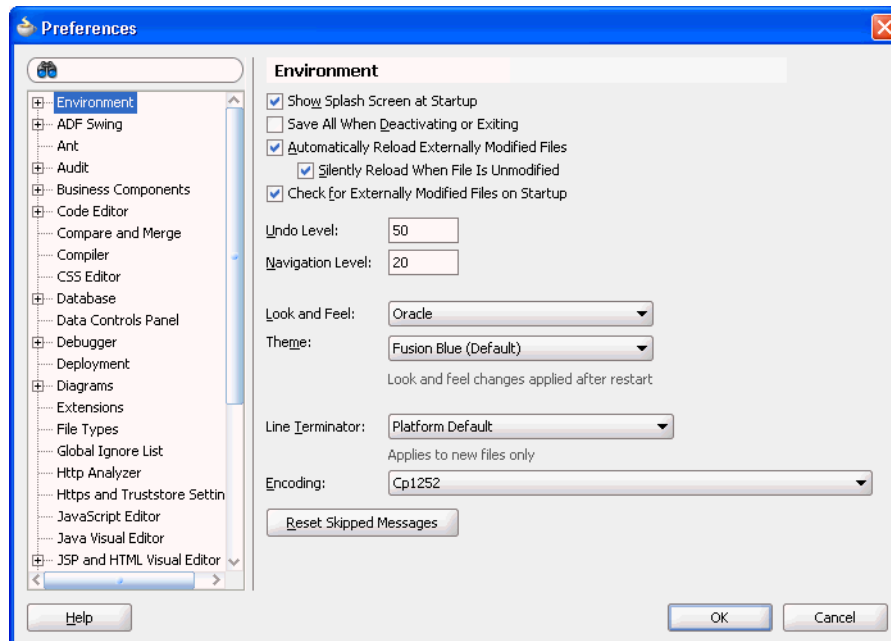 Preferences
Environment
ADF Swing
Ant
Audit
Business Components
Code Editor
Compare and Merge
Compiler
CSS Editor
Database
Data Controls Panel
Debugger
Deployment
Diagrams
Extensions
File Types
Global Ignore List
Http Analyzer
Https and Truststore Settin
JavaScript Editor
Java Visual Editor
JSP and HTML Visual Editor
Environment
Show Splash Screen at Startup
Save All When Deactivating or Exiting
Automatically Reload Externally Modified Files
Silently Reload When File Is Unmodified
Check for Externally Modified Files on Startup
Undo Level: 50
Navigation Level: 20
Look and Feel: Oracle
Theme: Fusion Blue (Default)
Look and feel changes applied after restart
Line Terminator: Platform Default
Applies to new files only
Encoding: Cp1252
Reset Skipped Messages
Help OK Cancel